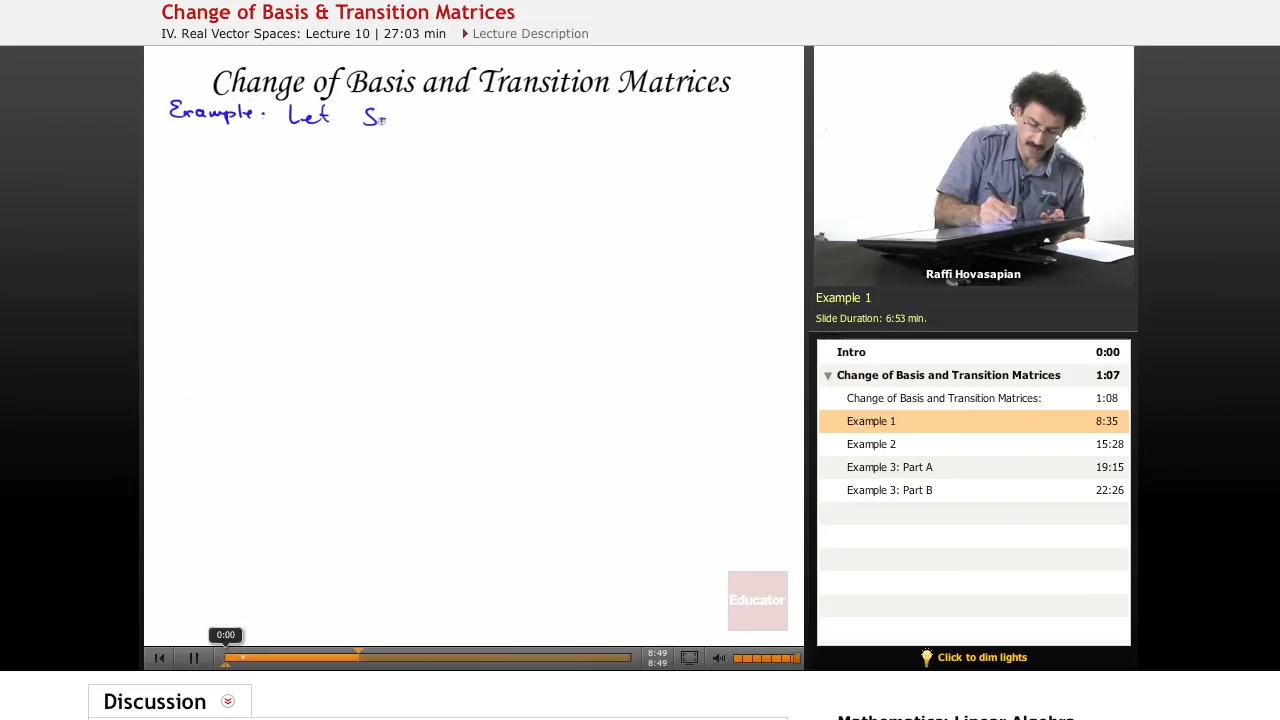 Change of Basis & Transition Matrices
IV. Real Vector Spaces: Lecture 10 | 27:03 min Lecture Description
Change of Basis and Transition Matrices
Example: Let S
Raffi Hovasapian
Example 1
Slide Duration: 6:53 min.
Intro 0:00
Change of Basis and Transition Matrices 1:07
Change of Basis and Transition Matrices: 1:08
Example 1 8:35
Example 2 15:28
Example 3: Part A 19:15
Example 3: Part B 22:26
Educator
0:00
8:49
8:49
Click to dim lights
Discussion
Mathematics: Linear Algebra